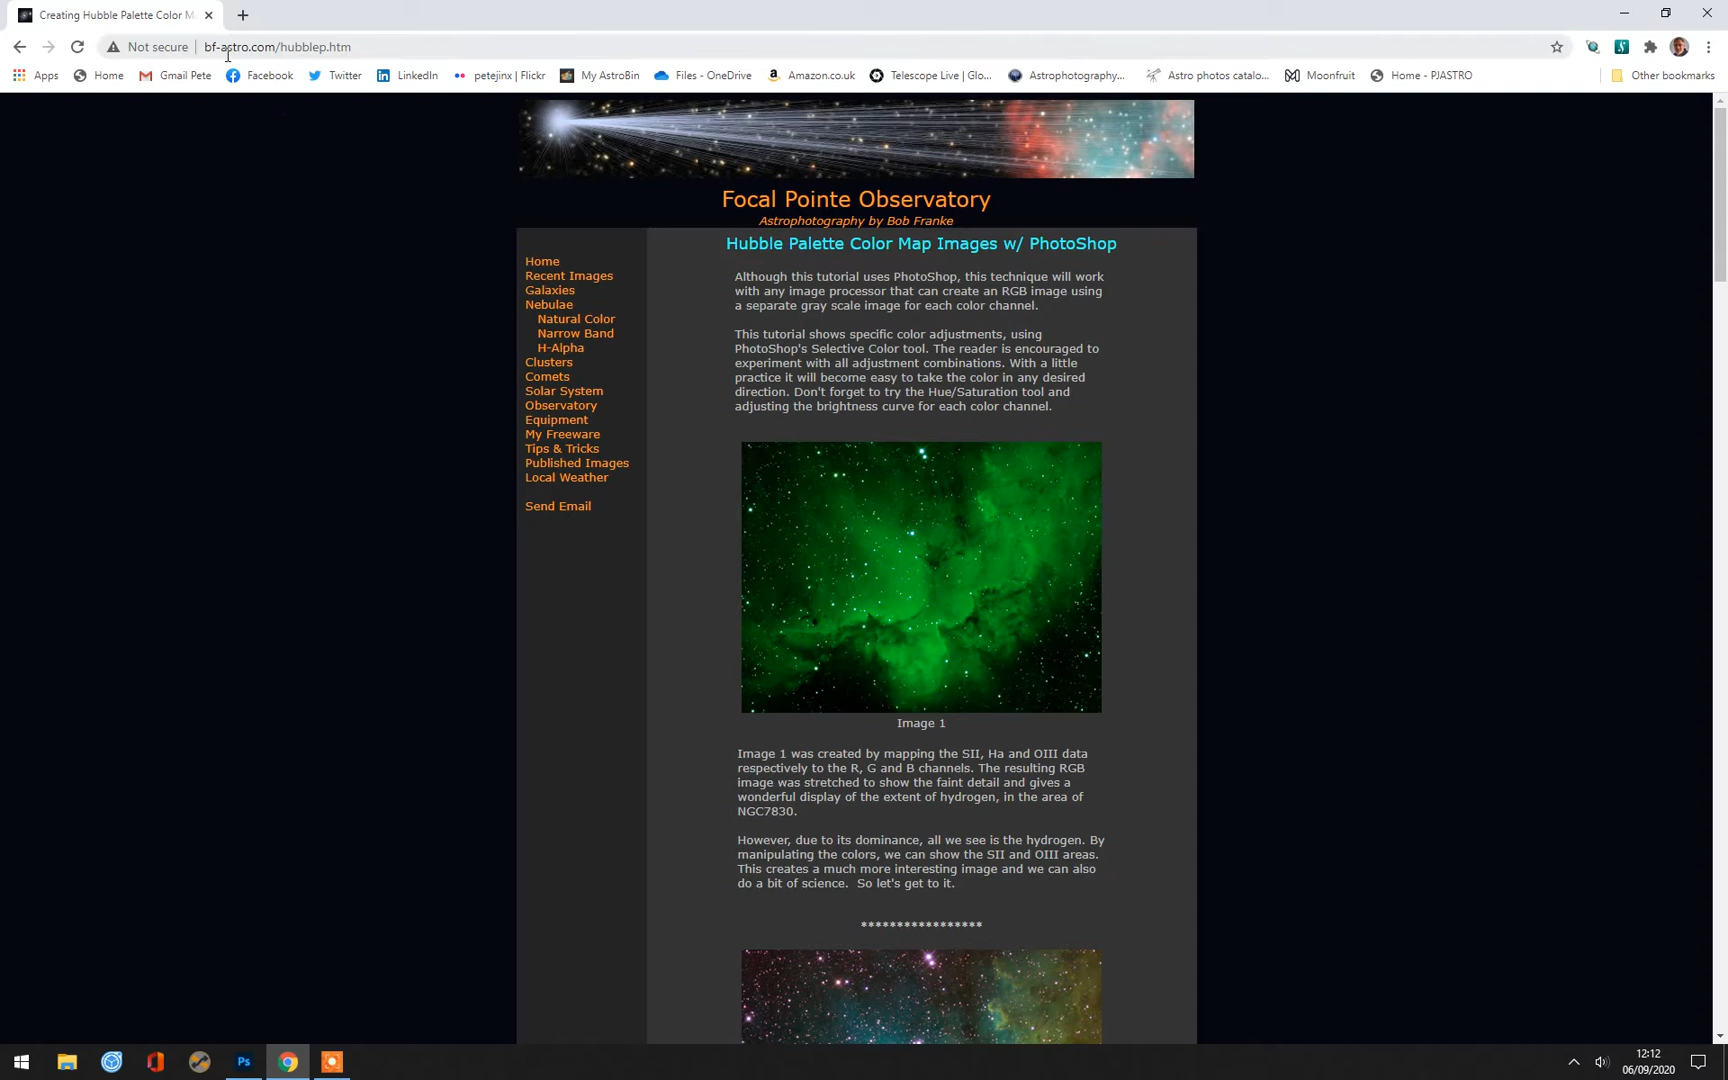 Creating Hubble Palette Color M
Not secure
bf-astro.com/hubblep.htm
Apps
Home
Gmail Pete
Facebook
Twitter
LinkedIn
petejinx | Flickr
My AstroBin
Files - OneDrive
Amazon.co.uk
Telescope Live | Glo...
Astrophotography...
Astro photos catalo...
Moonfruit
Home - PJASTRO
Other bookmarks
Focal Pointe Observatory
Astrophotography by Bob Franke
Home
Recent Images
Galaxies
Nebulae
Natural Color
Narrow Band
H-Alpha
Clusters
Comets
Solar System
Observatory
Equipment
My Freeware
Tips & Tricks
Published Images
Local Weather
Send Email
Hubble Palette Color Map Images w/ PhotoShop
Although this tutorial uses PhotoShop, this technique will work
with any image processor that can create an RGB image using
a separate gray scale image for each color channel.
This tutorial shows specific color adjustments, using
PhotoShop's Selective Color tool. The reader is encouraged to
experiment with all adjustment combinations. With a little
practice it will become easy to take the color in any desired
direction. Don't forget to try the Hue/Saturation tool and
adjusting the brightness curve for each color channel.
Image 1
Image 1 was created by mapping the SII, Ha and OIII data
respectively to the R, G and B channels. The resulting RGB
image was stretched to show the faint detail and gives a
wonderful display of the extent of hydrogen, in the area of
NGC7830.
However, due to its dominance, all we see is the hydrogen. By
manipulating the colors, we can show the SII and OIII areas.
This creates a much more interesting image and we can also
do a bit of science. So let's get to it.
*****************
Ps
12:12
06/09/2020